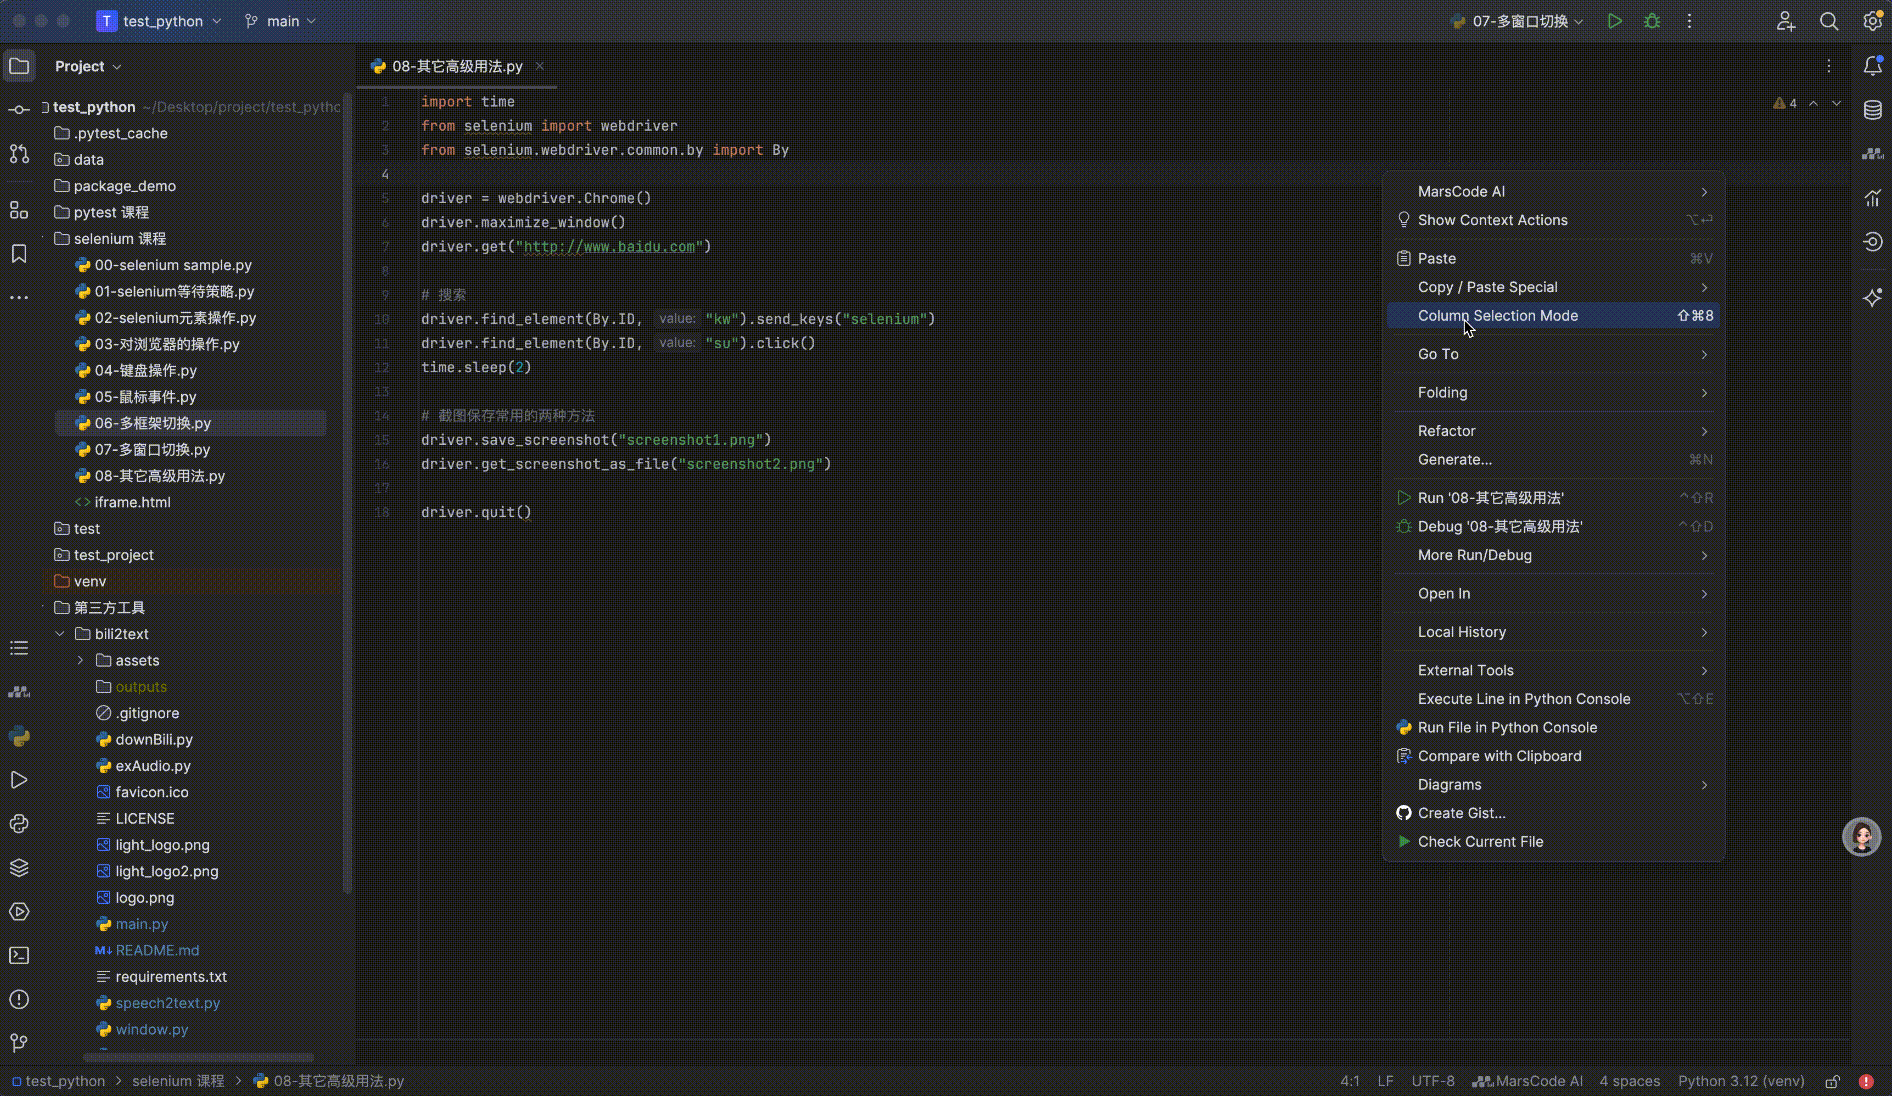 T test_python main 07-多窗口切换
Project
test_python ~/Desktop/project/test_pytho
.pytest_cache
data
package_demo
pytest 课程
selenium 课程
00-selenium sample.py
01-selenium等待策略.py
02-selenium元素操作.py
03-对浏览器的操作.py
04-键盘操作.py
05-鼠标事件.py
06-多框架切换.py
07-多窗口切换.py
08-其它高级用法.py
<> iframe.html
test
test_project
venv
第三方工具
bili2text
assets
outputs
.gitignore
downBili.py
exAudio.py
favicon.ico
LICENSE
light_logo.png
light_logo2.png
logo.png
main.py
M↓ README.md
requirements.txt
speech2text.py
window.py
08-其它高级用法.py
4
1 import time
2 from selenium import webdriver
3 from selenium.webdriver.common.by import By
4
5 driver = webdriver.Chrome()
6 driver.maximize_window()
7 driver.get("http://www.baidu.com")
8
9 # 搜索
10 driver.find_element(By.ID, value: "kw").send_keys("selenium")
11 driver.find_element(By.ID, value: "su").click()
12 time.sleep(2)
13
14 # 截图保存常用的两种方法
15 driver.save_screenshot("screenshot1.png")
16 driver.get_screenshot_as_file("screenshot2.png")
17
18 driver.quit()
MarsCode AI
Show Context Actions ⌥⏎
Paste ⌘V
Copy / Paste Special
Column Selection Mode ⇧⌘8
Go To
Folding
Refactor
Generate... ⌘N
Run '08-其它高级用法' ^⇧R
Debug '08-其它高级用法' ^⇧D
More Run/Debug
Open In
Local History
External Tools
Execute Line in Python Console ⌥⇧E
Run File in Python Console
Compare with Clipboard
Diagrams
Create Gist...
Check Current File
test_python > selenium 课程 > 08-其它高级用法.py
4:1 LF UTF-8 MarsCode AI 4 spaces Python 3.12 (venv)